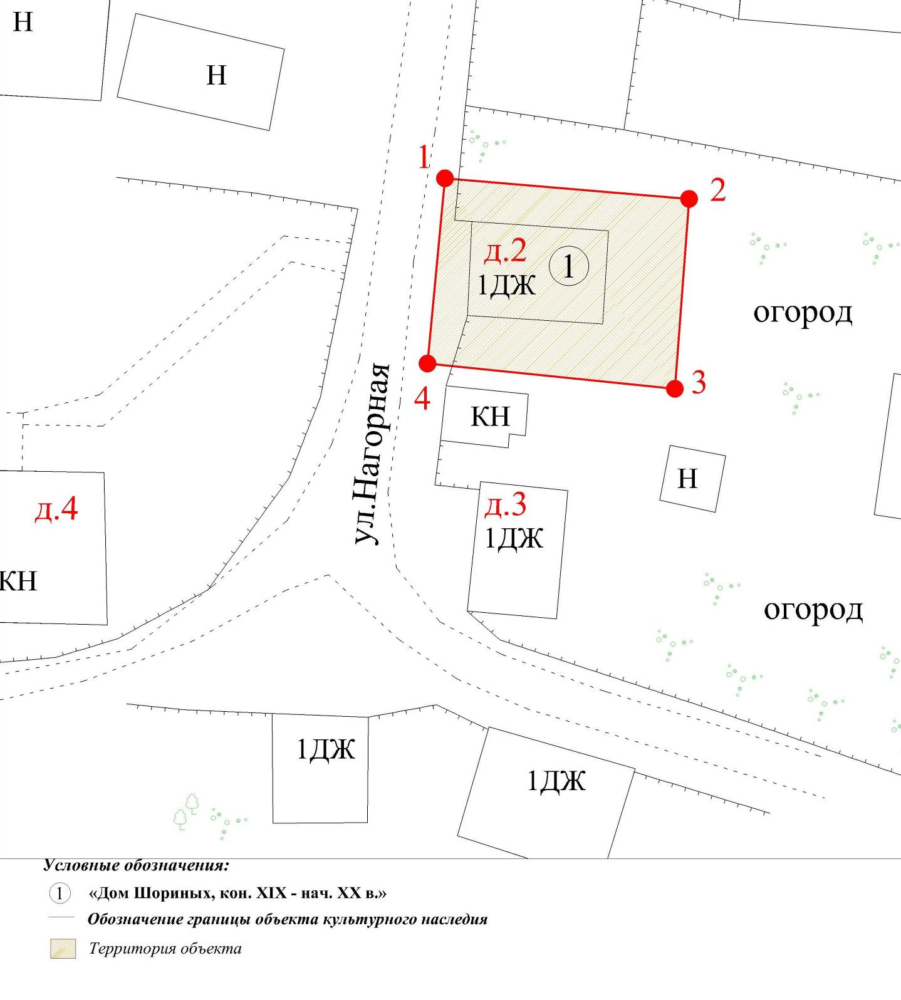 Н
Н
1
2
д.2
1
1ДЖ
огород
3
4
ул.Нагорная
КН
Н
д.3
д.4
1ДЖ
КН
огород
1ДЖ
1ДЖ
Условные обозначения:
1 «Дом Шориных, кон. XIX - нач. XX в.»
Обозначение границы объекта культурного наследия
Территория объекта